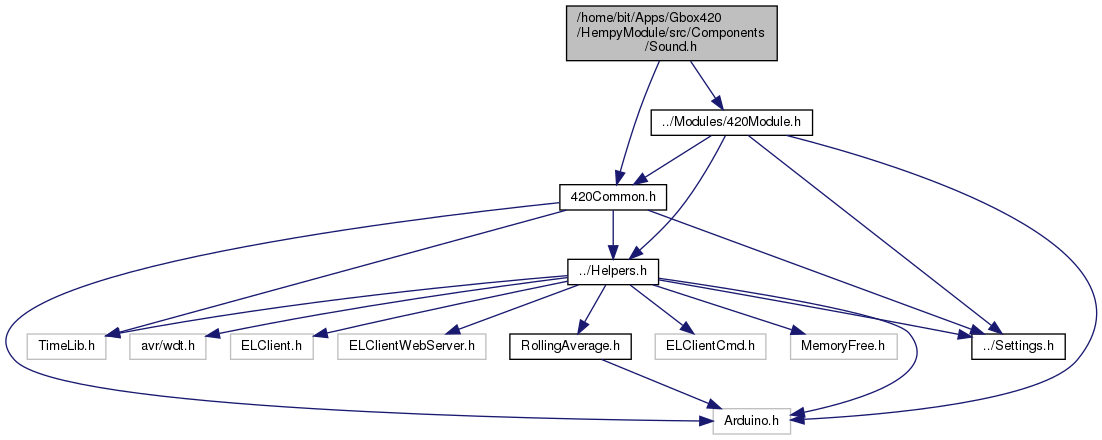 /home/bit/Apps/Gbox420
/HempyModule/src/Components
/Sound.h
../Modules/420Module.h
420Common.h
../Helpers.h
TimeLib.h
avr/wdt.h
ELClient.h
ELClientWebServer.h
RollingAverage.h
ELClientCmd.h
MemoryFree.h
../Settings.h
Arduino.h